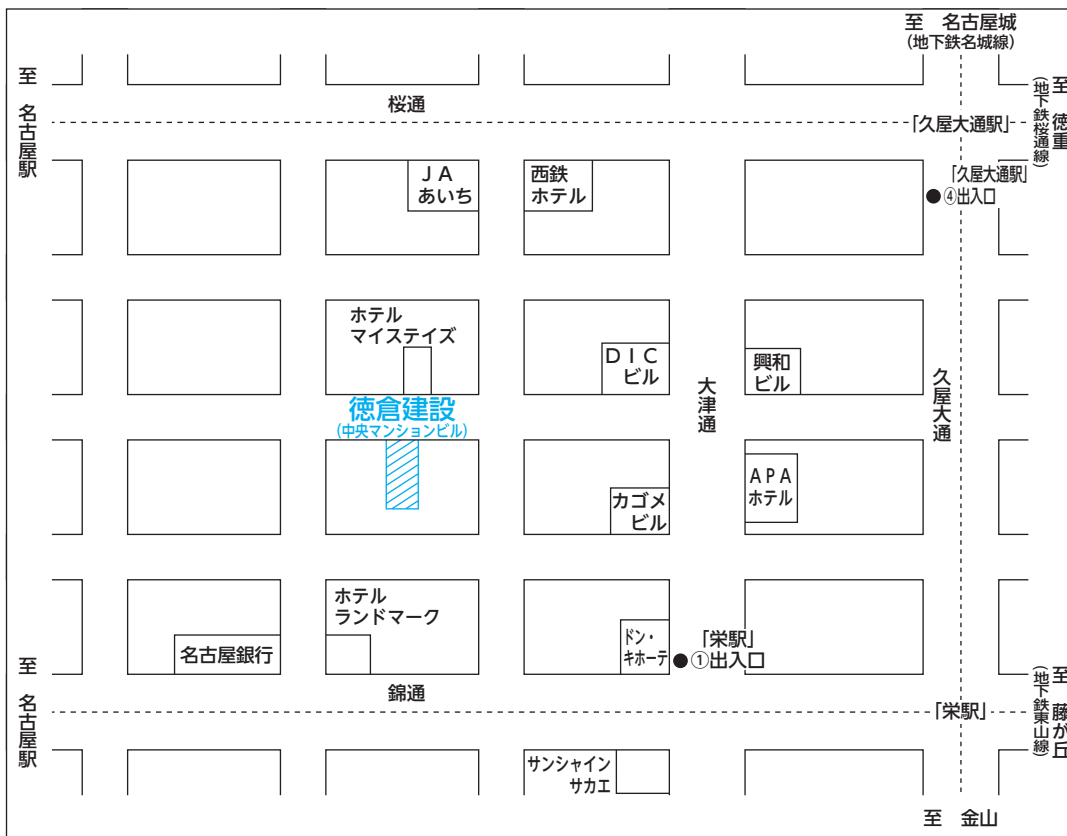 至　名古屋城
(地下鉄名城線)
至　名古屋駅
桜通
「久屋大通駅」
至　徳重
(地下鉄桜通線)
ＪＡ
あいち
西鉄
ホテル
「久屋大通駅」
④出入口
ホテル
マイステイズ
ＤＩＣ
ビル
興和
ビル
大津通
久屋大通
徳倉建設
(中央マンションビル)
カゴメ
ビル
ＡＰＡ
ホテル
ホテル
ランドマーク
名古屋銀行
ドン・
キホーテ
「栄駅」
①出入口
至　名古屋駅
錦通
「栄駅」
至　藤が丘
(地下鉄東山線)
サンシャイン
サカエ
至　金山